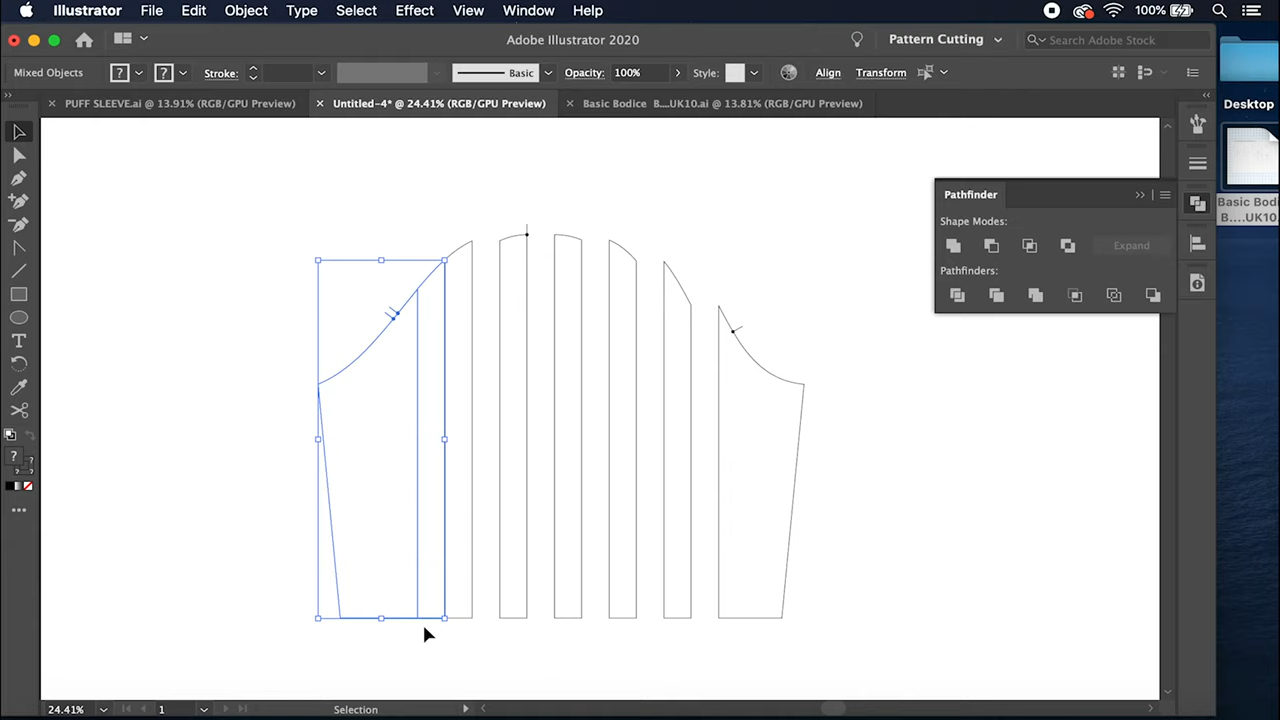 Illustrator File Edit Object Type Select Effect View Window Help 100%
Adobe Illustrator 2020 Pattern Cutting Search Adobe Stock
Mixed Objects ? ? Stroke: Basic Opacity: 100% Style: Align Transform
PUFF SLEEVE.ai @ 13.91% (RGB/GPU Preview) Untitled-4* @ 24.41% (RGB/GPU Preview) Basic Bodice B....UK10.ai @ 13.81% (RGB/GPU Preview)
Desktop
Pathfinder
Shape Modes:
Expand
Pathfinders:
Basic Bodi
B....UK10
T
?
24.41% 1 Selection